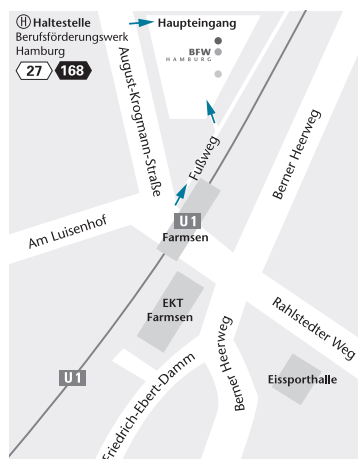 H Haltestelle
Berufsförderungswerk
Hamburg
27 168
Haupteingang
BFW
HAMBURG
August-Krogmann-Straße
Fußweg
Berner Heerweg
Am Luisenhof
U1
Farmsen
EKT
Farmsen
Rahlstedter Weg
U1
Berner Heerweg
Eissporthalle
Friedrich-Ebert-Damm